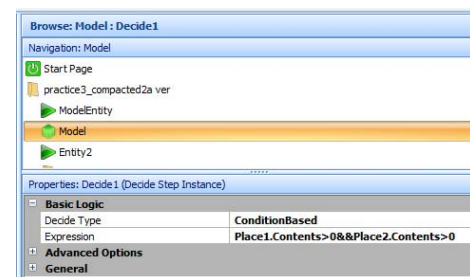 Browse: Model : Decide1
Navigation: Model
Start Page
practice3_compacted2a ver
ModelEntity
Model
Entity2
Properties: Decide1 (Decide Step Instance)
Basic Logic
Decide Type ConditionBased
Expression Place1.Contents>0&&Place2.Contents>0
Advanced Options
General